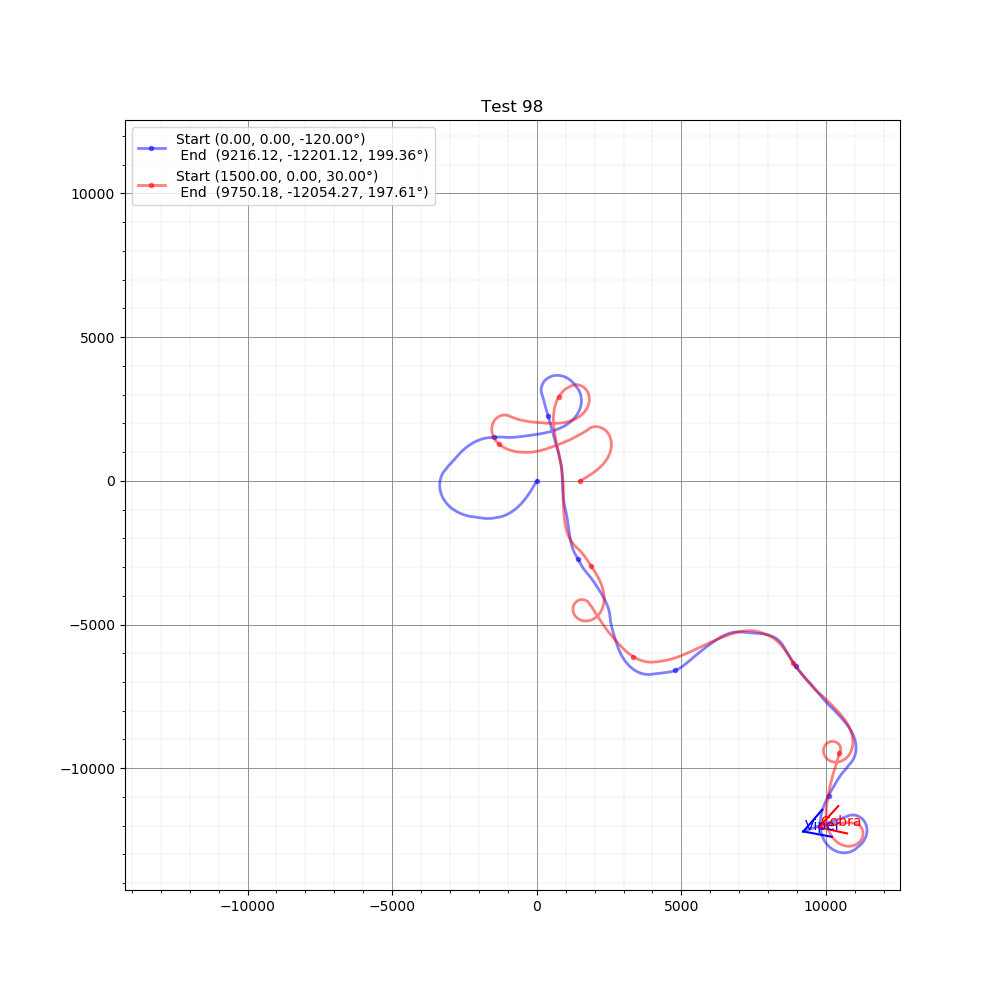 Test 98
Start (0.00, 0.00, -120.00°)
End (9216.12, -12201.12, 199.36°)
Start (1500.00, 0.00, 30.00°)
End (9750.18, -12054.27, 197.61°)
10000
5000
0
−5000
−10000
Viper
Cobra
−10000
−5000
0
5000
10000